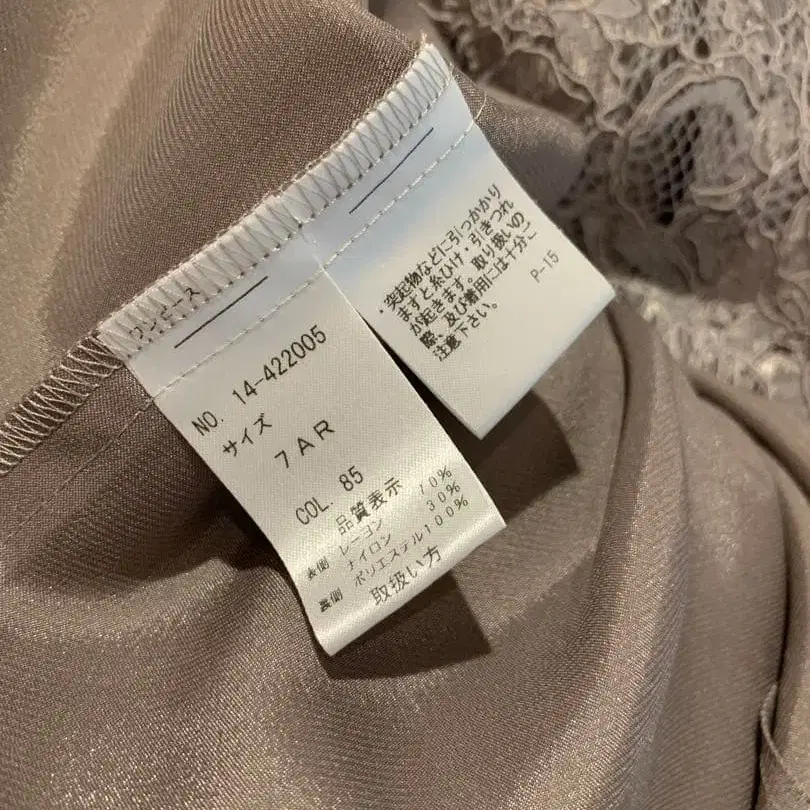 ワンピース
NO. 14-422005
サイズ
7AR
COL. 85
品質表示
表側 レーヨン 10%
ナイロン 30%
裏側 ポリエステル 100%
取扱い方
・突起物などに引っかかり
ますと糸ひけ,引きつれ
が起きます。取り扱いの
際、及び着用には十分ご
注意下さい。
P-15